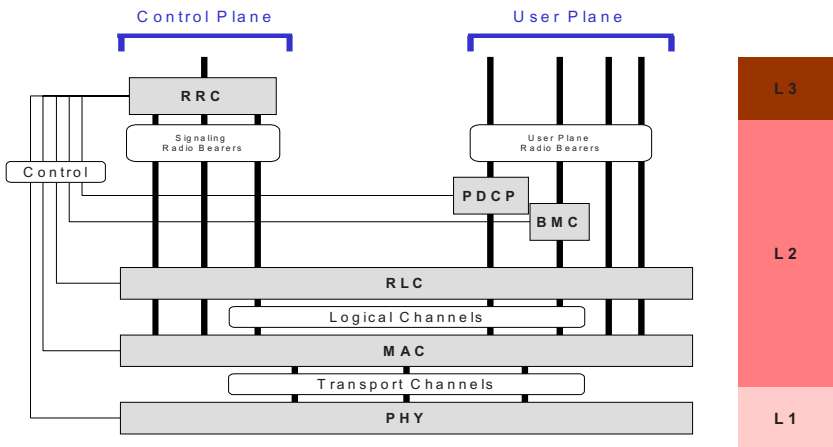 Control Plane
User Plane
RRC
L3
Signaling
Radio Bearers
User Plane
Radio Bearers
Control
PDCP
BMC
L2
RLC
Logical Channels
MAC
Transport Channels
PHY
L1